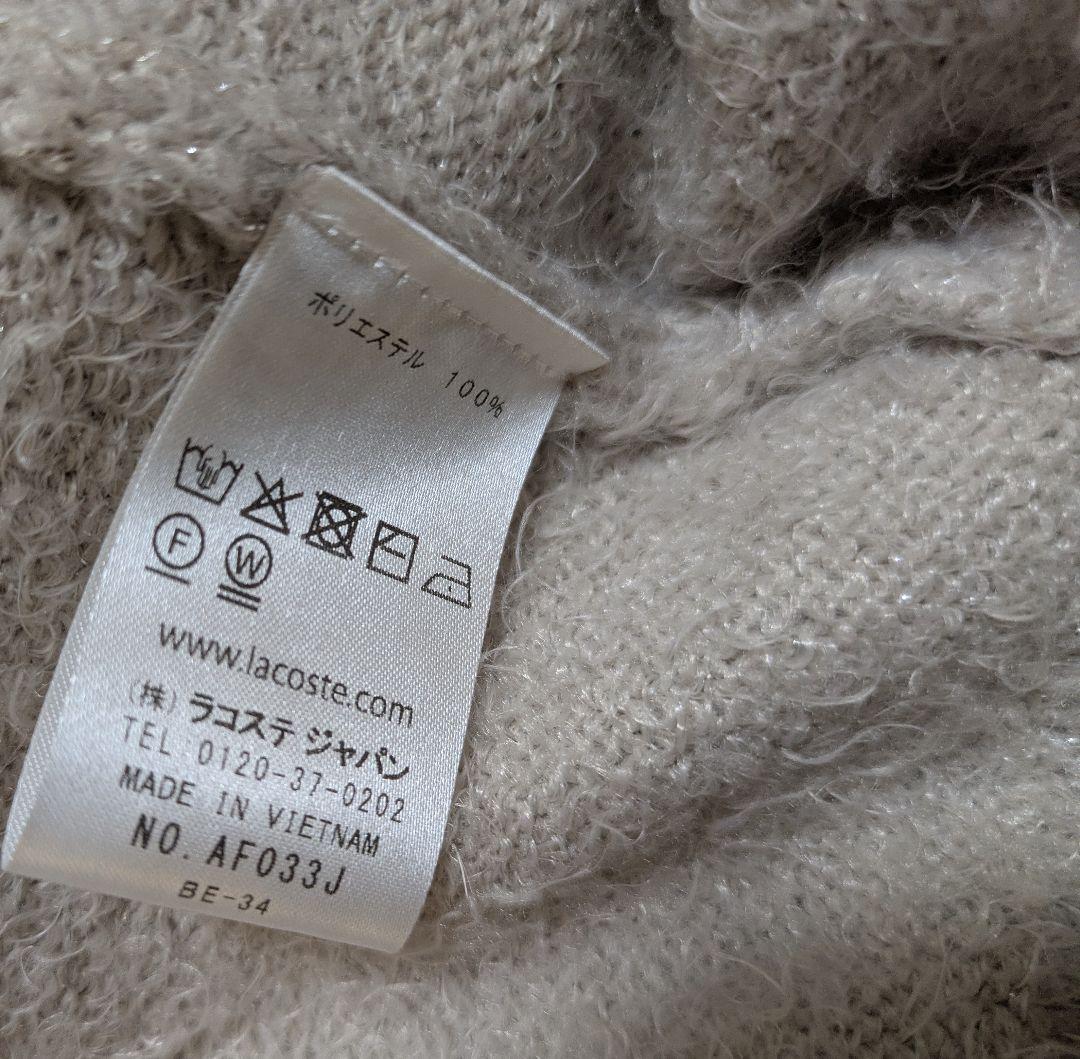 ポリエステル 100%
F W
www.lacoste.com
(株) ラコステ ジャパン
TEL:0120-37-0202
MADE IN VIETNAM
NO. AF033J
BE-34